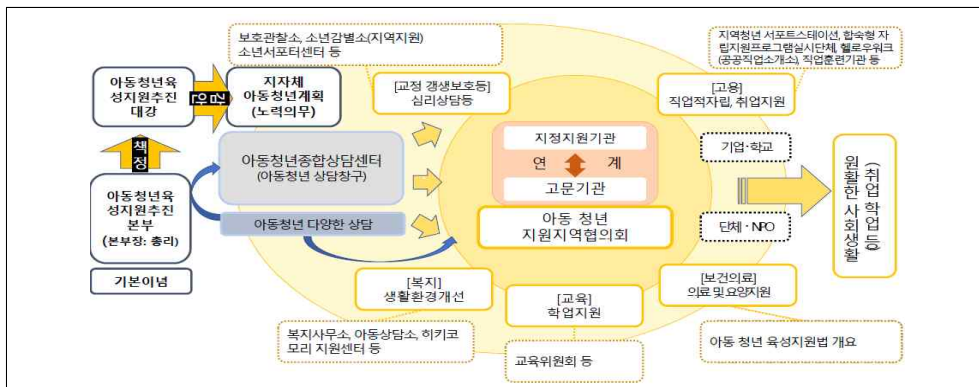 보호관찰소, 소년감별소(지역지원)
소년서포터센터 등
지역청년 서포트스테이션, 합숙형 자
립지원프로그램실시단체, 헬로우워크
(공공직업소개소), 직업훈련기관 등
아동청년육
성지원추진
대강
감안
지자체
아동청년계획
(노력의무)
[교정 갱생보호등]
심리상담등
[고용]
직업적자립, 취업지원
책정
아동청년종합상담센터
(아동청년 상담창구)
지정지원기관
연 계
고문기관
기업·학교
아동청년육
성지원추진
본부
(본부장: 총리)
아동청년 다양한 상담
아동 청년
지원지역협의회
단체·NPO
원활한 사회생활
(취업 학업 등)
기본이념
[복지]
생활환경개선
[교육]
학업지원
[보건의료]
의료 및 요양지원
복지사무소, 아동상담소, 히키코
모리 지원센터 등
교육위원회 등
아동 청년 육성지원법 개요